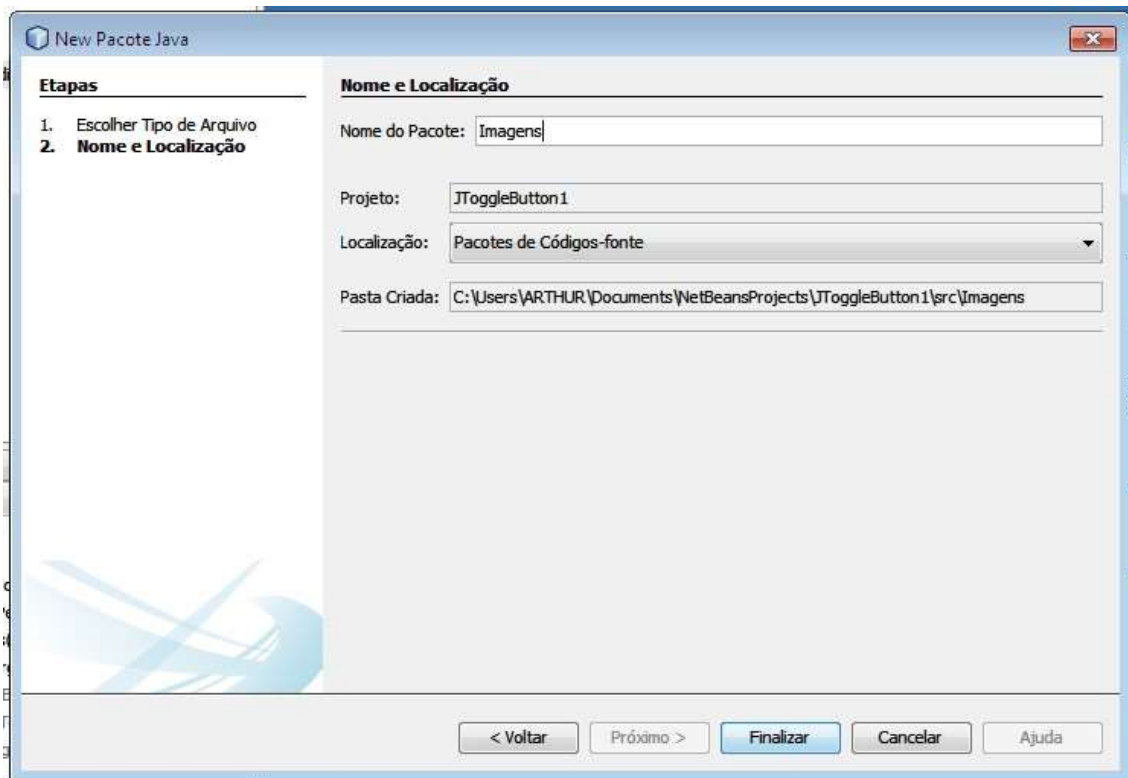 New Pacote Java
Etapas
1. Escolher Tipo de Arquivo
2. Nome e Localização
Nome e Localização
Nome do Pacote: Imagens
Projeto: JToggleButton1
Localização: Pacotes de Códigos-fonte
Pasta Criada: C:\Users\ARTHUR\Documents\NetBeansProjects\JToggleButton1\src\Imagens
< Voltar Próximo > Finalizar Cancelar Ajuda